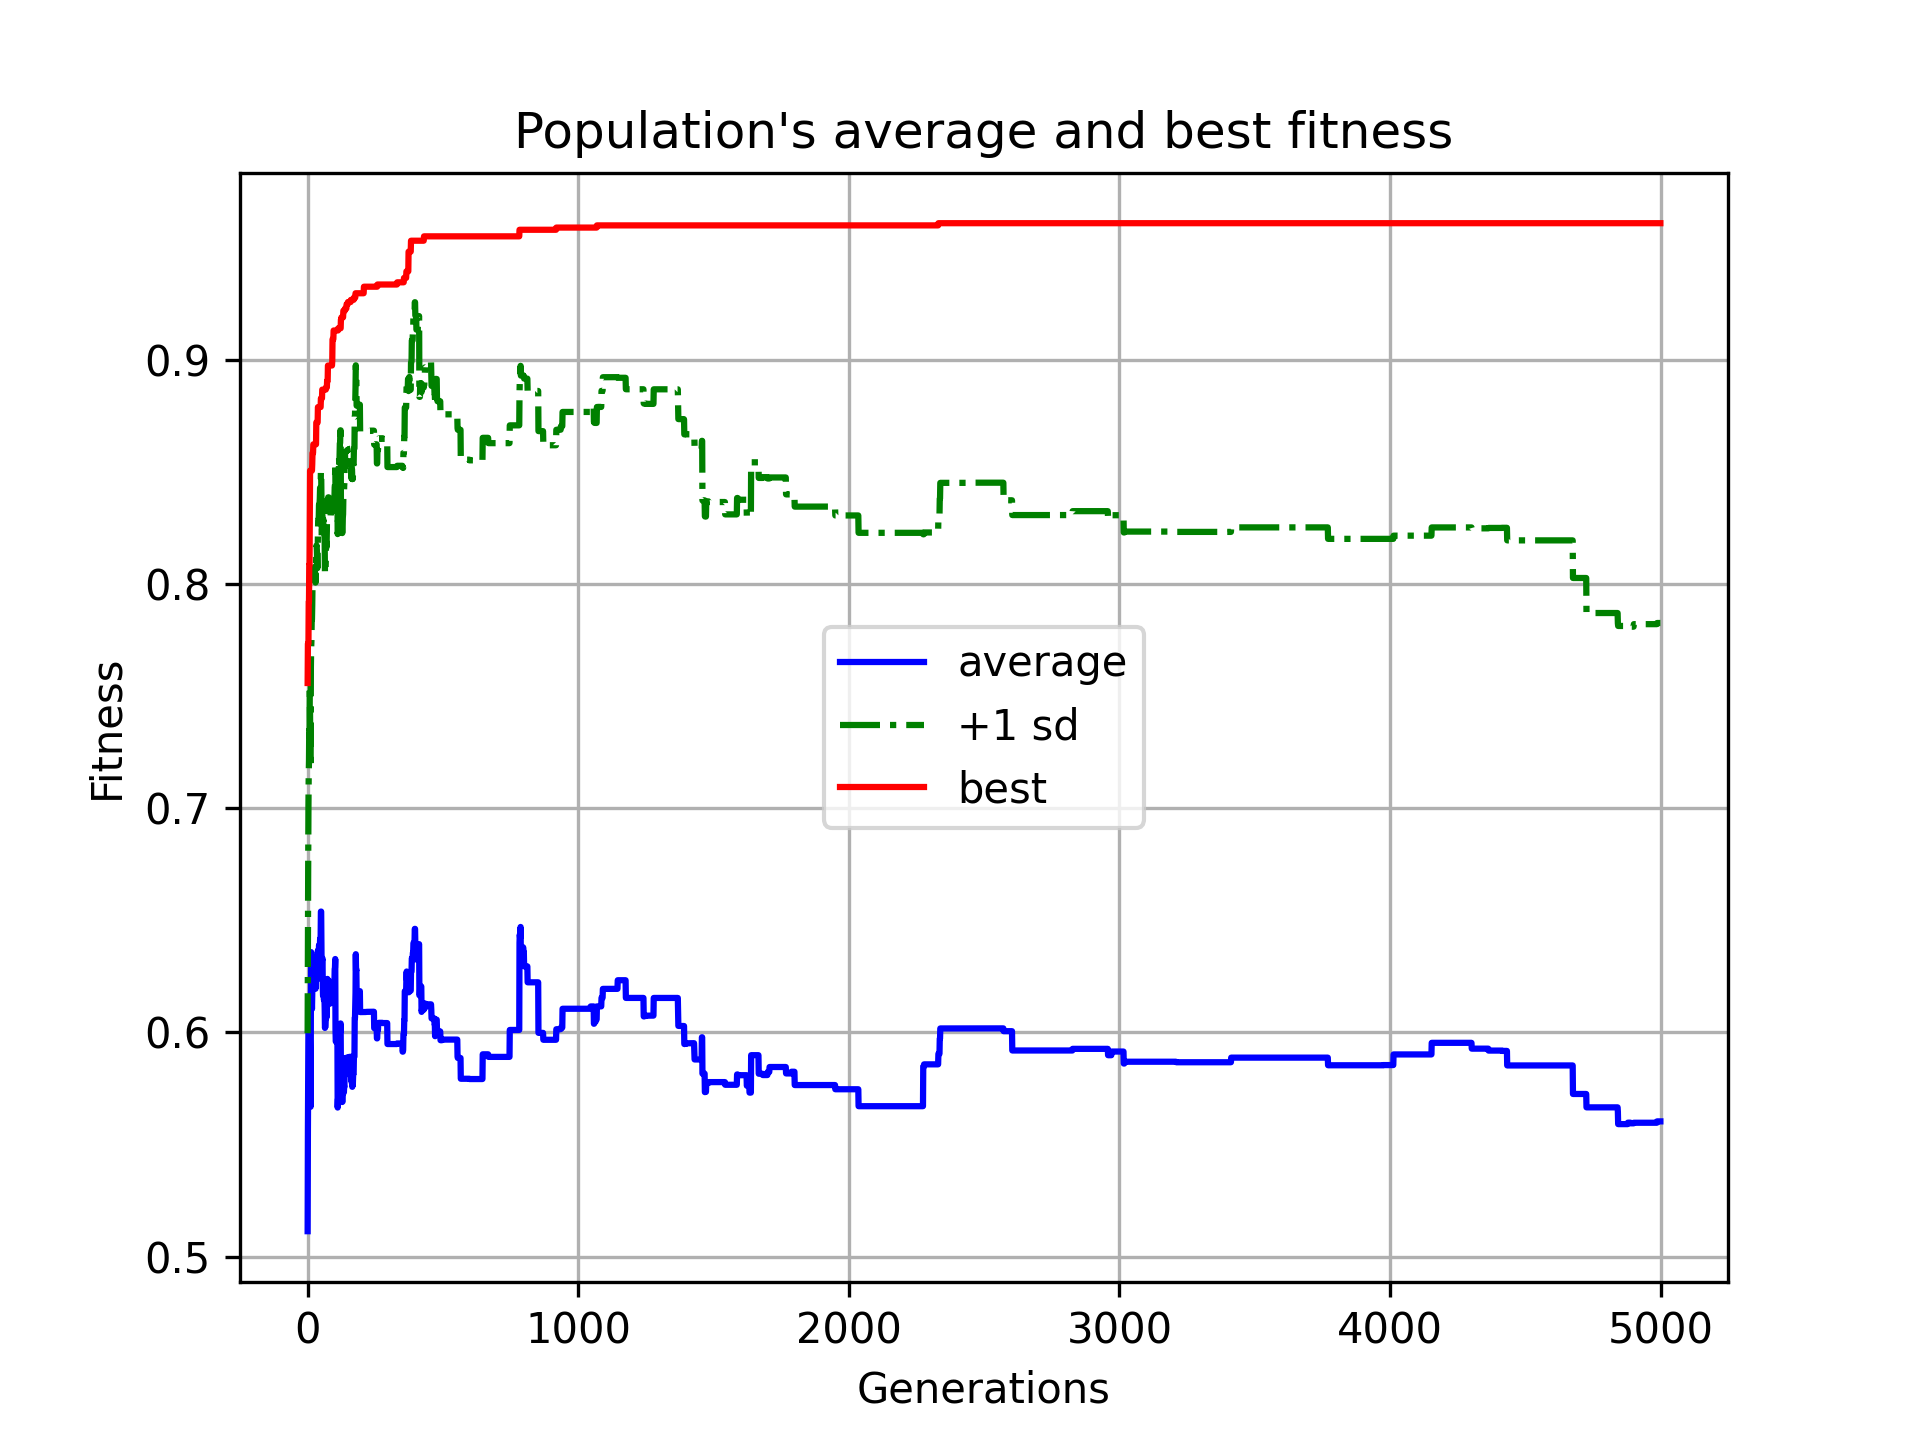 Population's average and best fitness
Fitness
0.9
0.8
0.7
0.6
0.5
average
+1 sd
best
0 1000 2000 3000 4000 5000
Generations